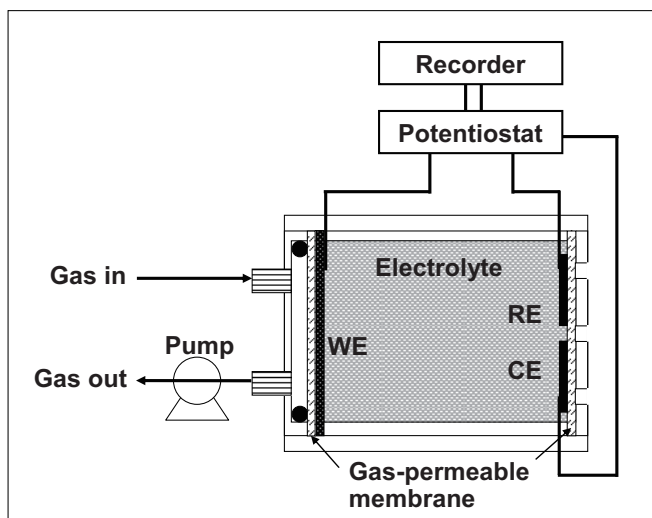 Recorder
Potentiostat
Gas in
Electrolyte
RE
Pump
WE
CE
Gas out
Gas-permeable
membrane